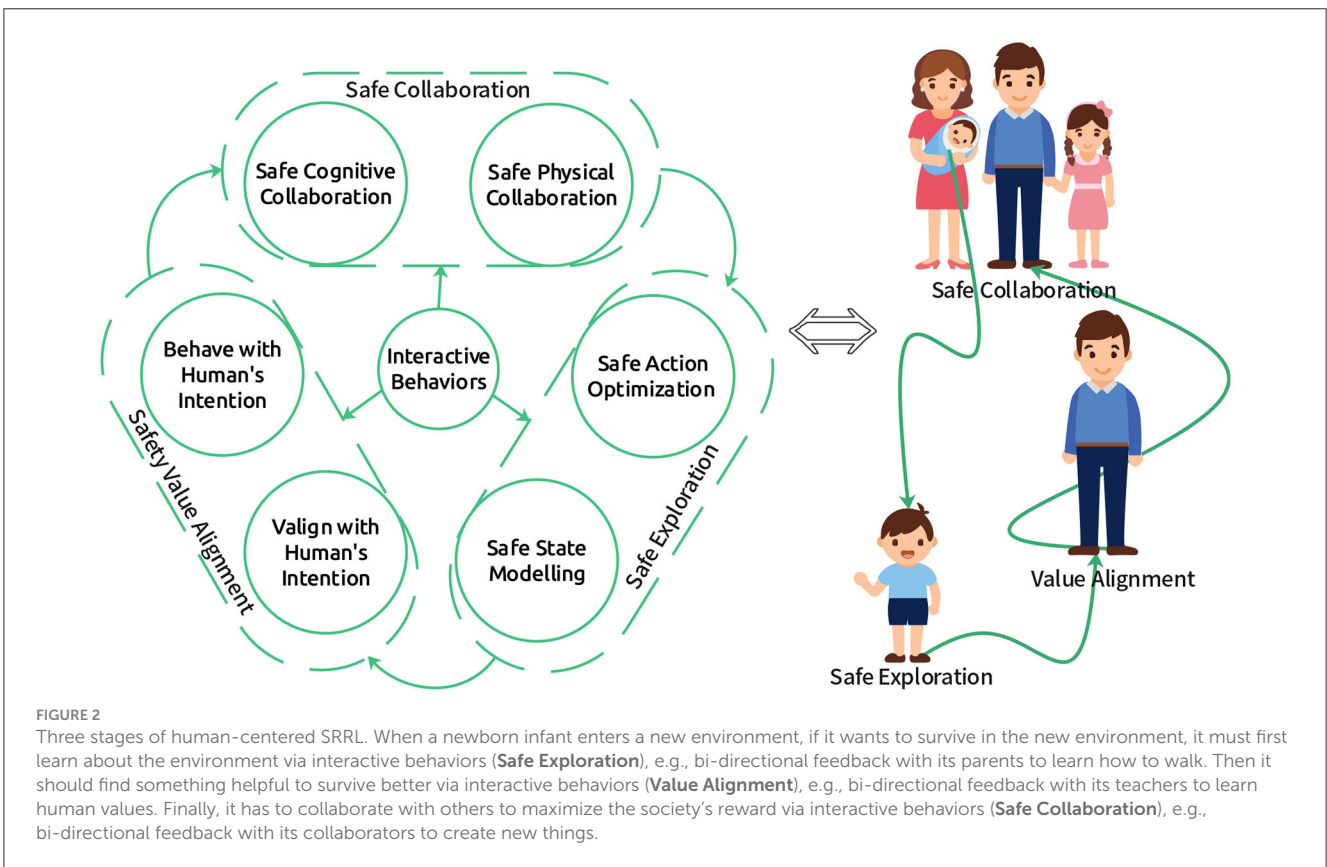 Safe Collaboration
Safe Cognitive
Collaboration
Safe Physical
Collaboration
Behave with
Human's
Intention
Interactive
Behaviors
Safe Action
Optimization
Valign with
Human's
Intention
Safe State
Modelling
Safety Value Alignment
Safe Exploration
Safe Collaboration
Value Alignment
Safe Exploration
FIGURE 2
Three stages of human-centered SRRL. When a newborn infant enters a new environment, if it wants to survive in the new environment, it must first
learn about the environment via interactive behaviors (Safe Exploration), e.g., bi-directional feedback with its parents to learn how to walk. Then it
should find something helpful to survive better via interactive behaviors (Value Alignment), e.g., bi-directional feedback with its teachers to learn
human values. Finally, it has to collaborate with others to maximize the society's reward via interactive behaviors (Safe Collaboration), e.g.,
bi-directional feedback with its collaborators to create new things.